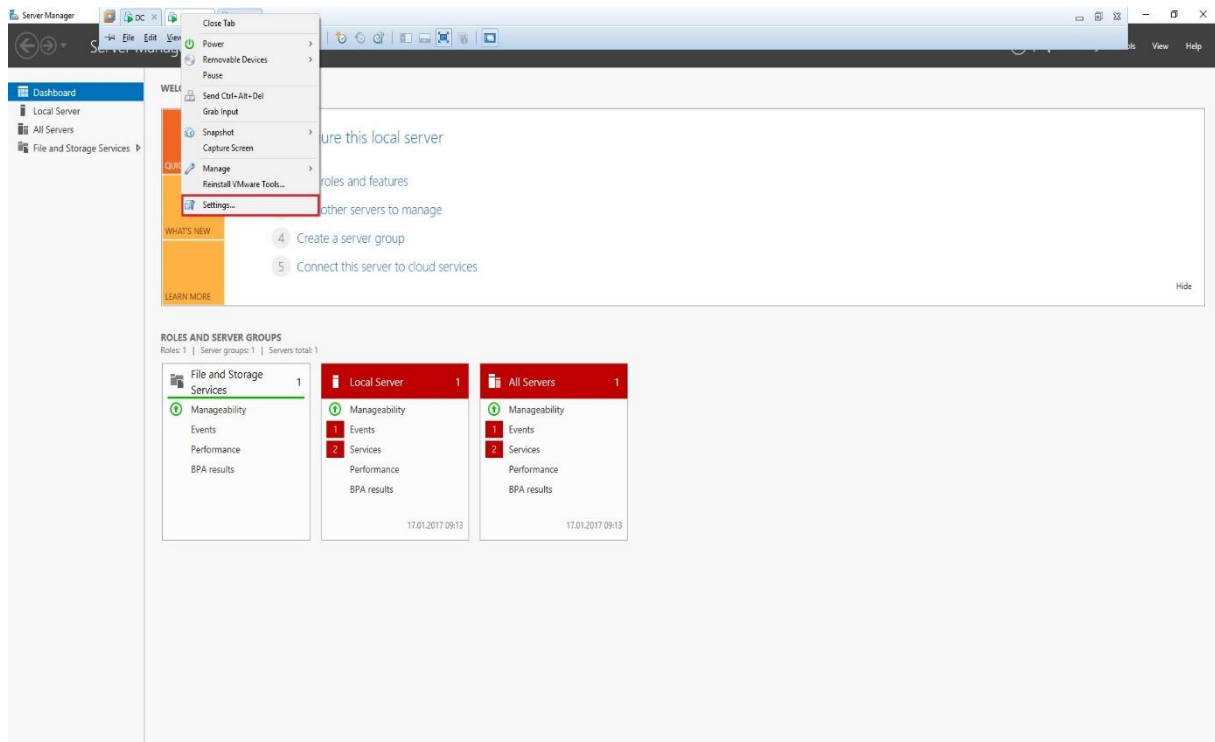 Server Manager
DC
File Edit View
View Help
Close Tab
Power
Removable Devices
Pause
Send Ctrl+Alt+Del
Grab Input
Snapshot
Capture Screen
Manage
Reinstall VMware Tools...
Settings...
Dashboard
Local Server
All Servers
File and Storage Services
ure this local server
roles and features
other servers to manage
4 Create a server group
5 Connect this server to cloud services
WHAT'S NEW
LEARN MORE
Hide
ROLES AND SERVER GROUPS
Roles: 1 | Server groups: 1 | Servers total: 1
File and Storage
Services 1
Manageability
Events
Performance
BPA results
Local Server 1
Manageability
1 Events
2 Services
Performance
BPA results
17.01.2017 09:13
All Servers 1
Manageability
1 Events
2 Services
Performance
BPA results
17.01.2017 09:13